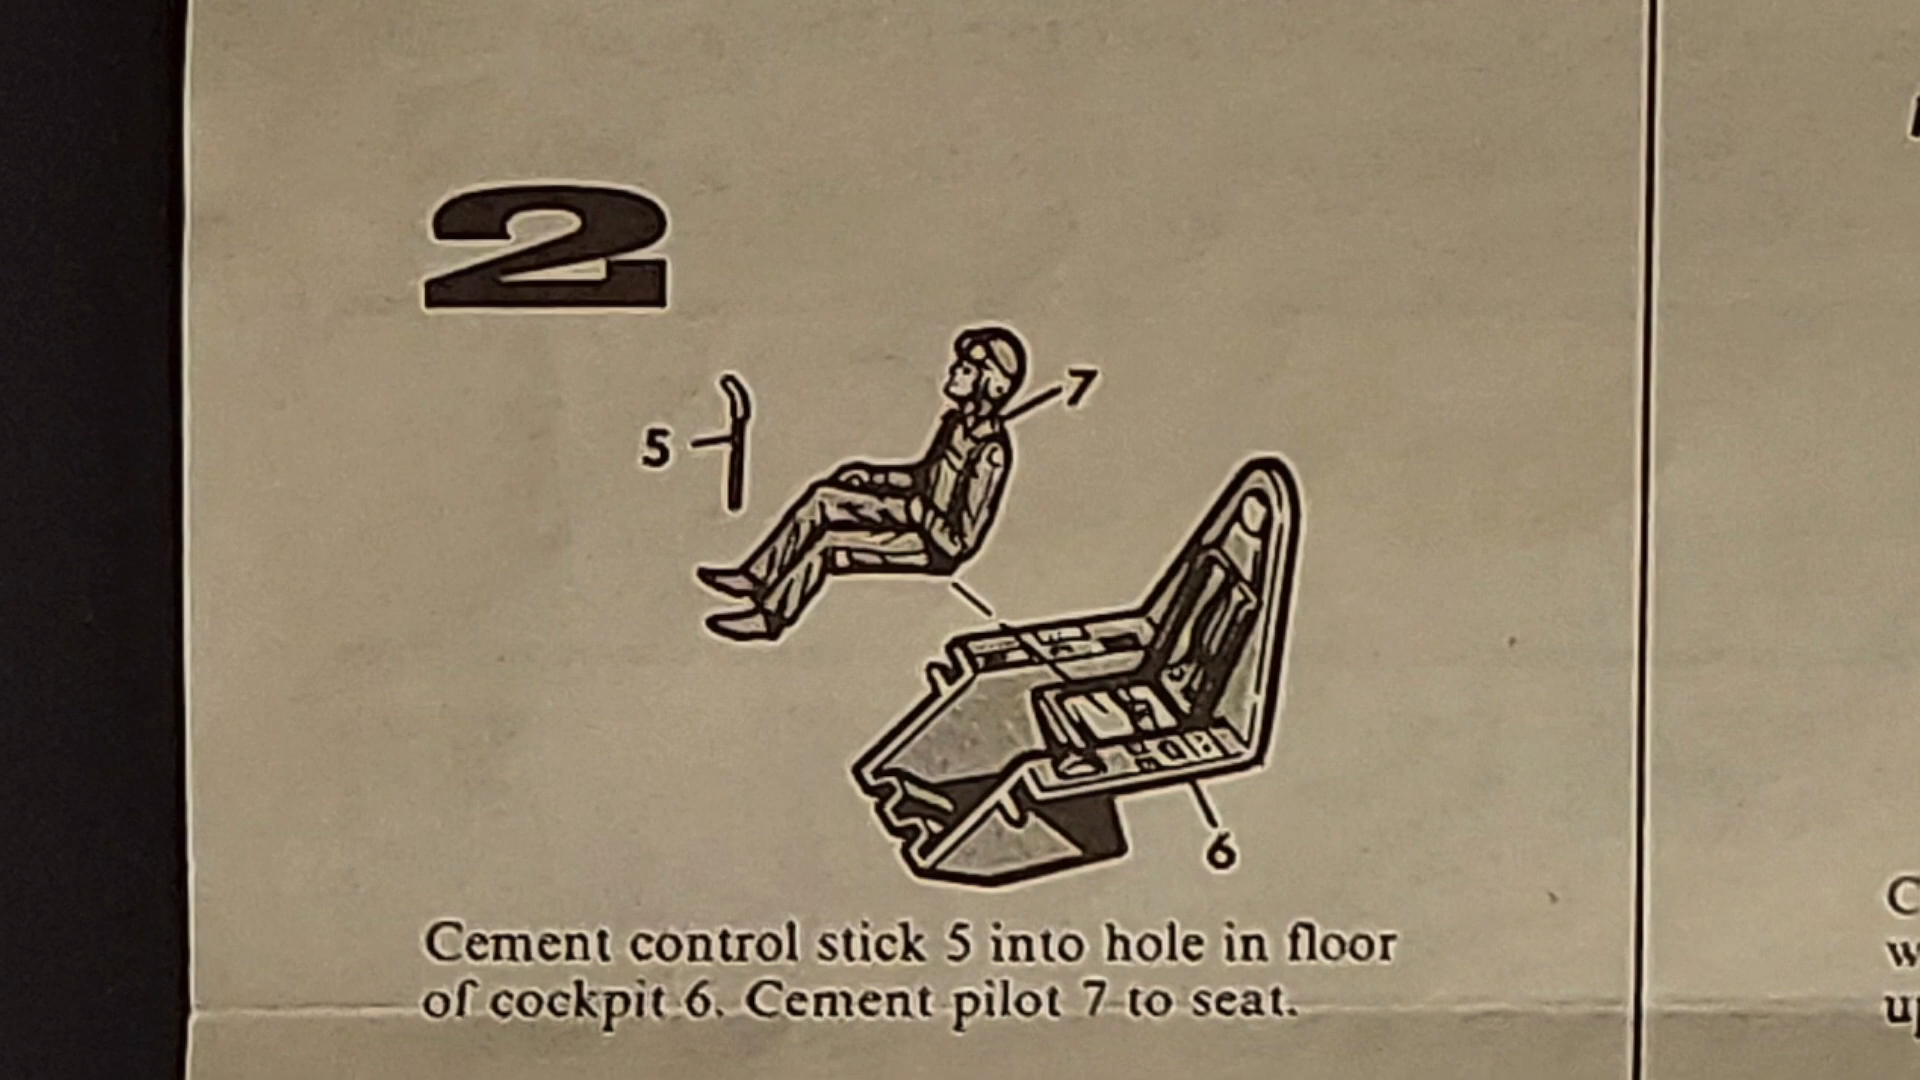 2
5
7
6
Cement control stick 5 into hole in floor
of cockpit 6. Cement pilot 7 to seat.